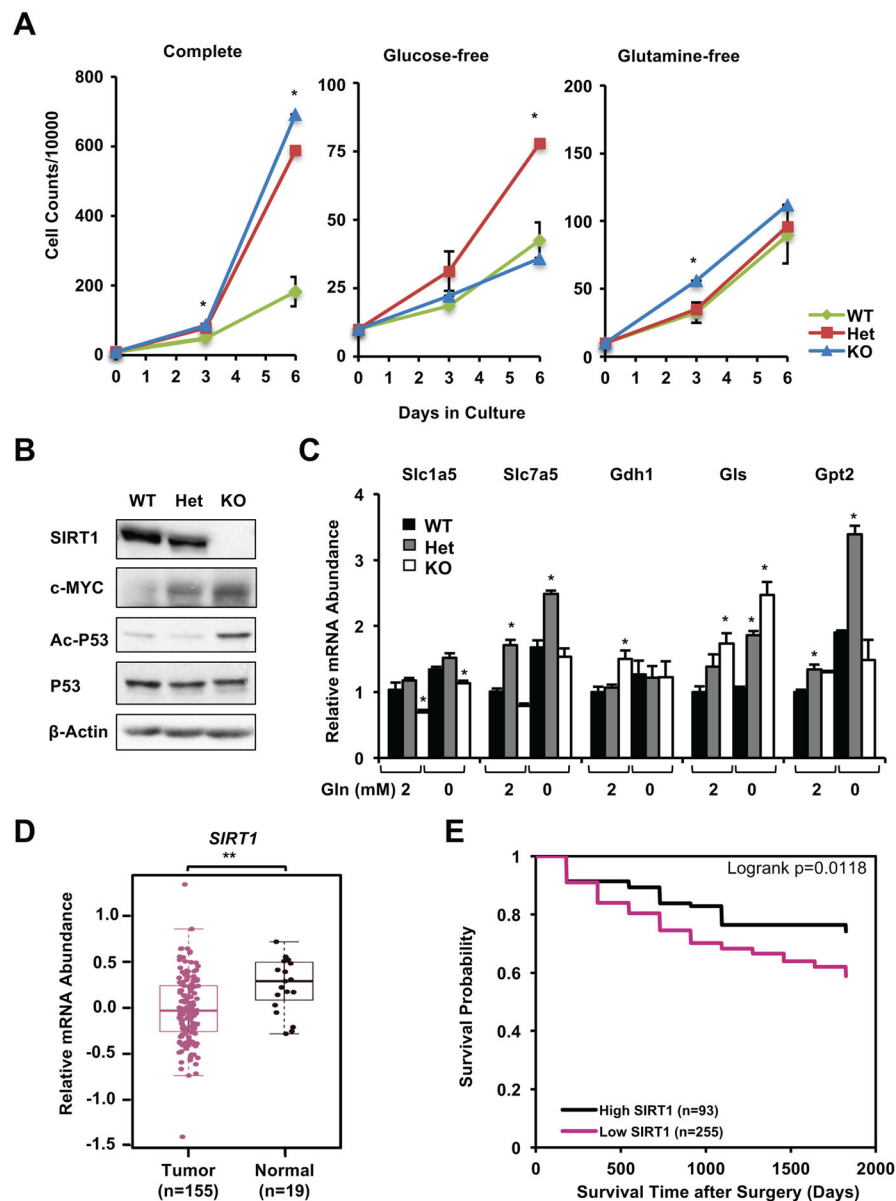 A
Complete
Glucose-free
Glutamine-free
Cell Counts/10000
800
600
400
200
0
0 1 2 3 4 5 6
100
75
50
25
0
0 1 2 3 4 5 6
200
150
100
50
0
0 1 2 3 4 5 6
*
*
*
*
WT
Het
KO
Days in Culture
B
WT Het KO
SIRT1
c-MYC
Ac-P53
P53
β-Actin
C
Slc1a5 Slc7a5 Gdh1 Gls Gpt2
Relative mRNA Abundance
4
3
2
1
0
WT
Het
KO
* * * * * * * * * *
Gln (mM) 2 0 2 0 2 0 2 0 2 0
D
SIRT1
**
Relative mRNA Abundance
1.0
0.5
0.0
-0.5
-1.0
-1.5
Tumor Normal
(n=155) (n=19)
E
Logrank p=0.0118
Survival Probability
1
0.8
0.6
0.4
0.2
0
High SIRT1 (n=93)
Low SIRT1 (n=255)
0 500 1000 1500 2000
Survival Time after Surgery (Days)